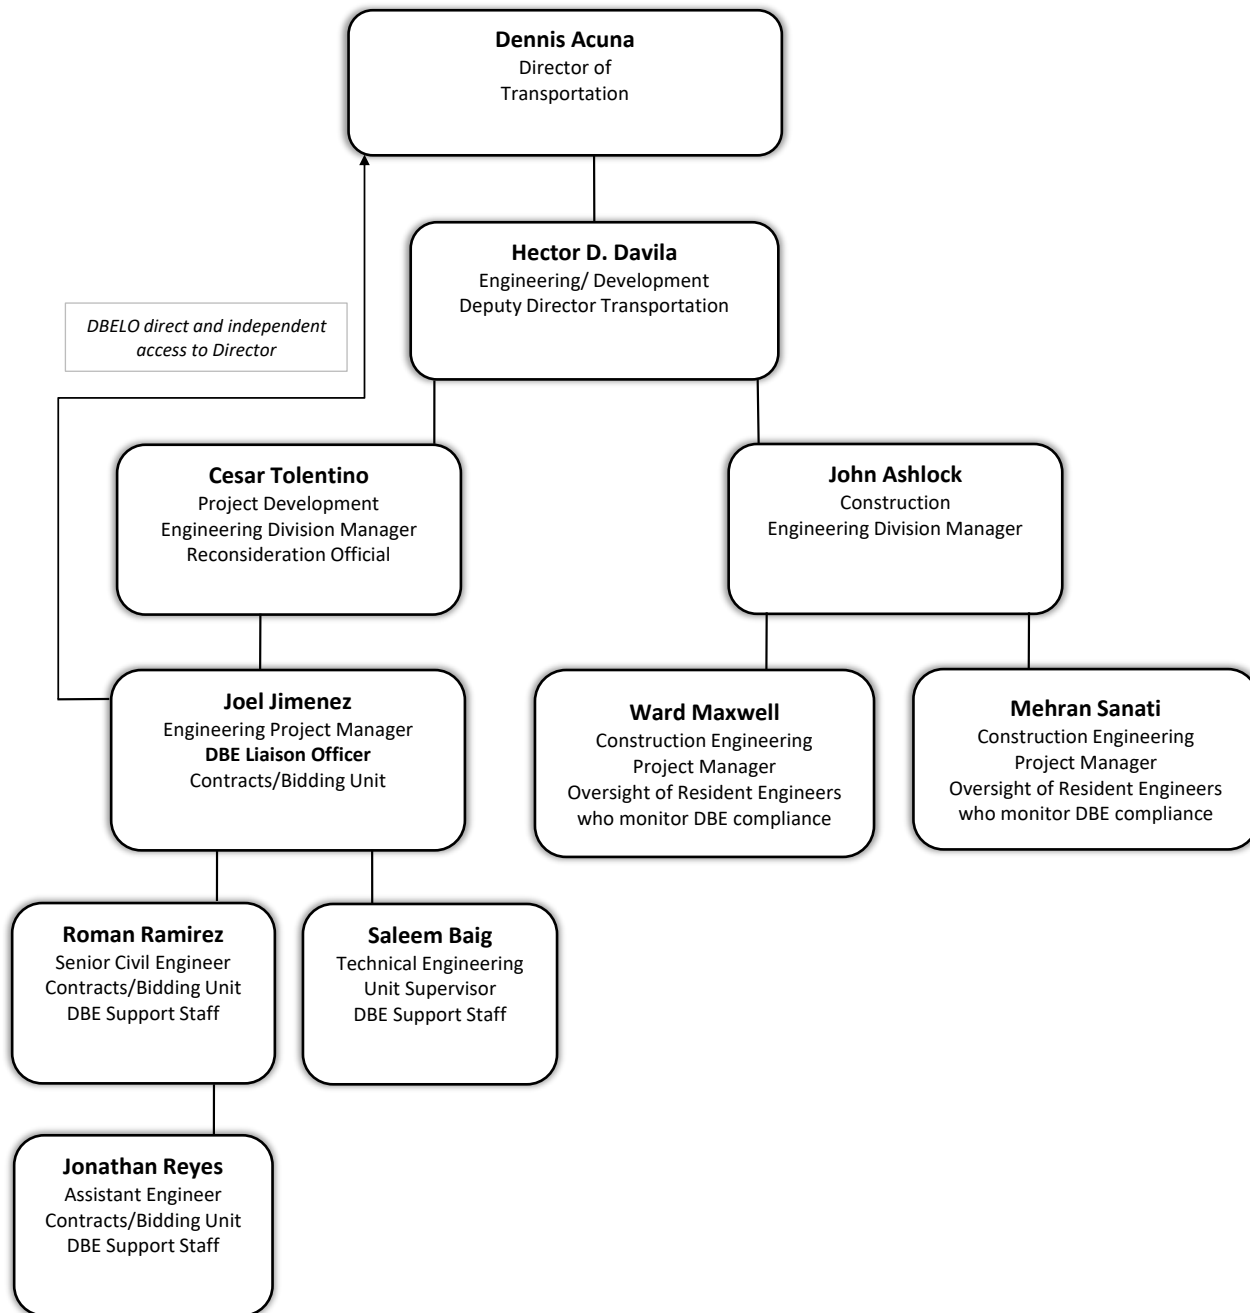 Dennis Acuna
Director of
Transportation
Hector D. Davila
Engineering/ Development
Deputy Director Transportation
DBELO direct and independent
access to Director
Cesar Tolentino
Project Development
Engineering Division Manager
Reconsideration Official
John Ashlock
Construction
Engineering Division Manager
Joel Jimenez
Engineering Project Manager
DBE Liaison Officer
Contracts/Bidding Unit
Ward Maxwell
Construction Engineering
Project Manager
Oversight of Resident Engineers
who monitor DBE compliance
Mehran Sanati
Construction Engineering
Project Manager
Oversight of Resident Engineers
who monitor DBE compliance
Roman Ramirez
Senior Civil Engineer
Contracts/Bidding Unit
DBE Support Staff
Saleem Baig
Technical Engineering
Unit Supervisor
DBE Support Staff
Jonathan Reyes
Assistant Engineer
Contracts/Bidding Unit
DBE Support Staff